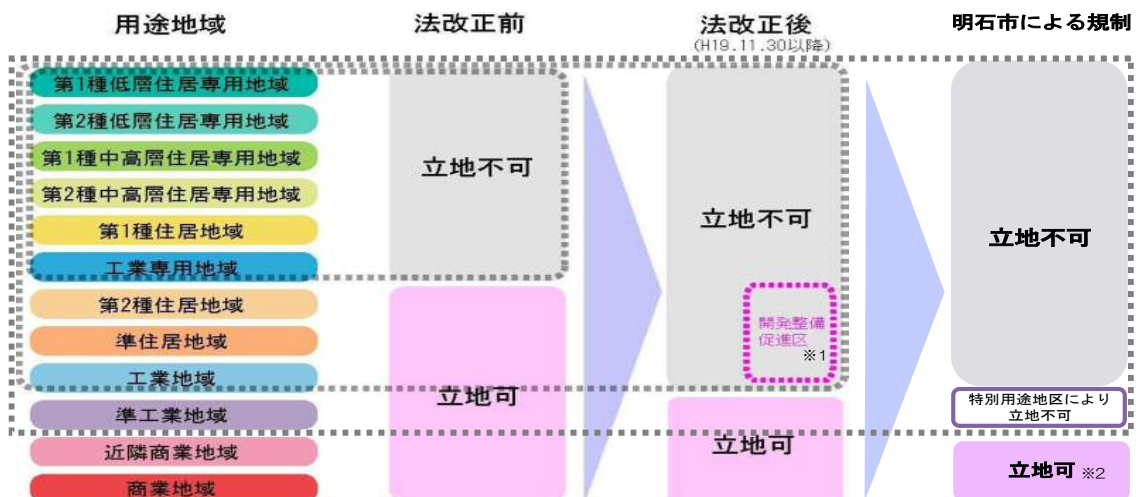 用途地域
法改正前
法改正後
(H19.11.30以降)
明石市による規制
第1種低層住居専用地域
第2種低層住居専用地域
第1種中高層住居専用地域
第2種中高層住居専用地域
第1種住居地域
工業専用地域
第2種住居地域
準住居地域
工業地域
準工業地域
近隣商業地域
商業地域
立地不可
立地可
立地不可
開発整備
促進区
※1
立地可
立地不可
特別用途地区により
立地不可
立地可 ※2